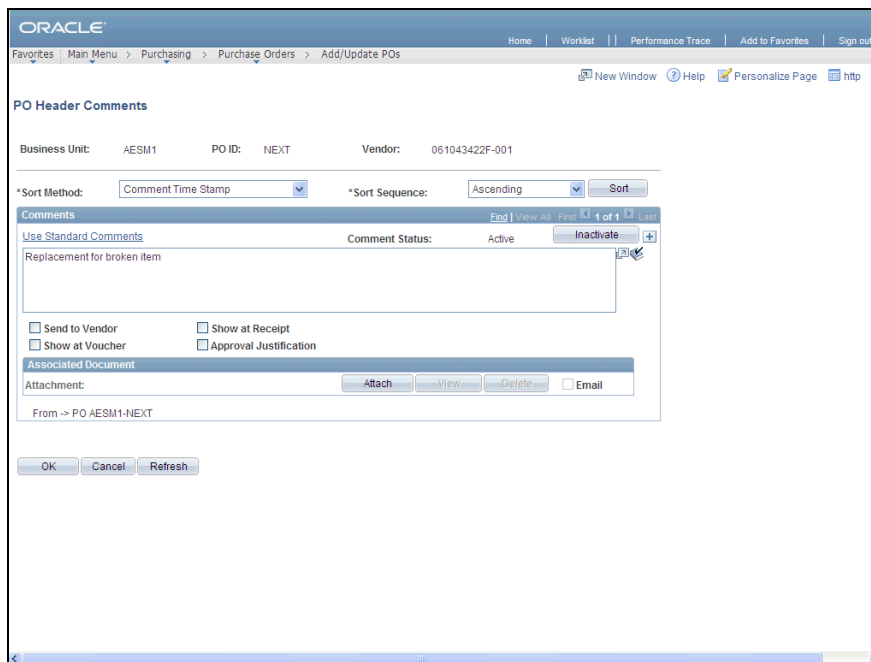 ORACLE
Home | Worklist | | Performance Trace | Add to Favorites | Sign out
Favorites Main Menu > Purchasing > Purchase Orders > Add/Update POs
New Window Help Personalize Page http
PO Header Comments
Business Unit: AESM1 PO ID: NEXT Vendor: 061043422F-001
*Sort Method: Comment Time Stamp *Sort Sequence: Ascending Sort
Comments Find | View All First 1 of 1 Last
Use Standard Comments Comment Status: Active Inactivate
Replacement for broken item
Send to Vendor Show at Receipt
Show at Voucher Approval Justification
Associated Document
Attachment: Attach View Delete Email
From -> PO AESM1-NEXT
OK Cancel Refresh